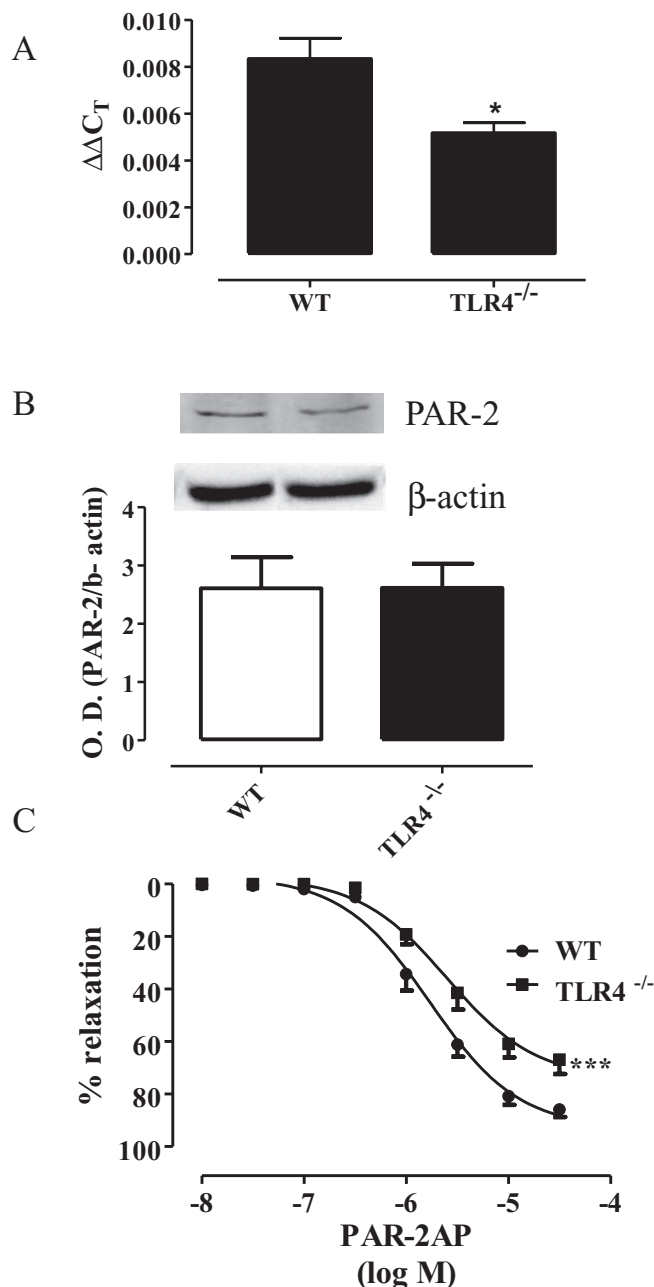 A
0.010
0.008
0.006
0.004
0.002
0.000
ΔΔC_T
*
WT
TLR4^-/-
B
PAR-2
β-actin
4
3
2
1
0
O. D. (PAR-2/b- actin)
WT
TLR4 ^-/-
C
0
20
40
60
80
100
% relaxation
WT
TLR4 ^-/-
***
-8 -7 -6 -5 -4
PAR-2AP
(log M)